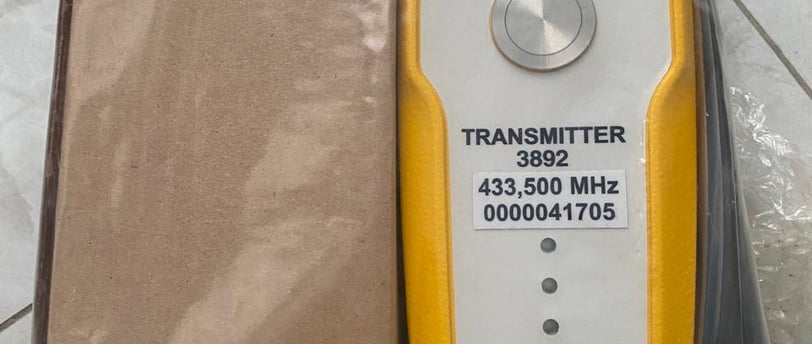 TRANSMITTER
3892
433,500 MHz
0000041705